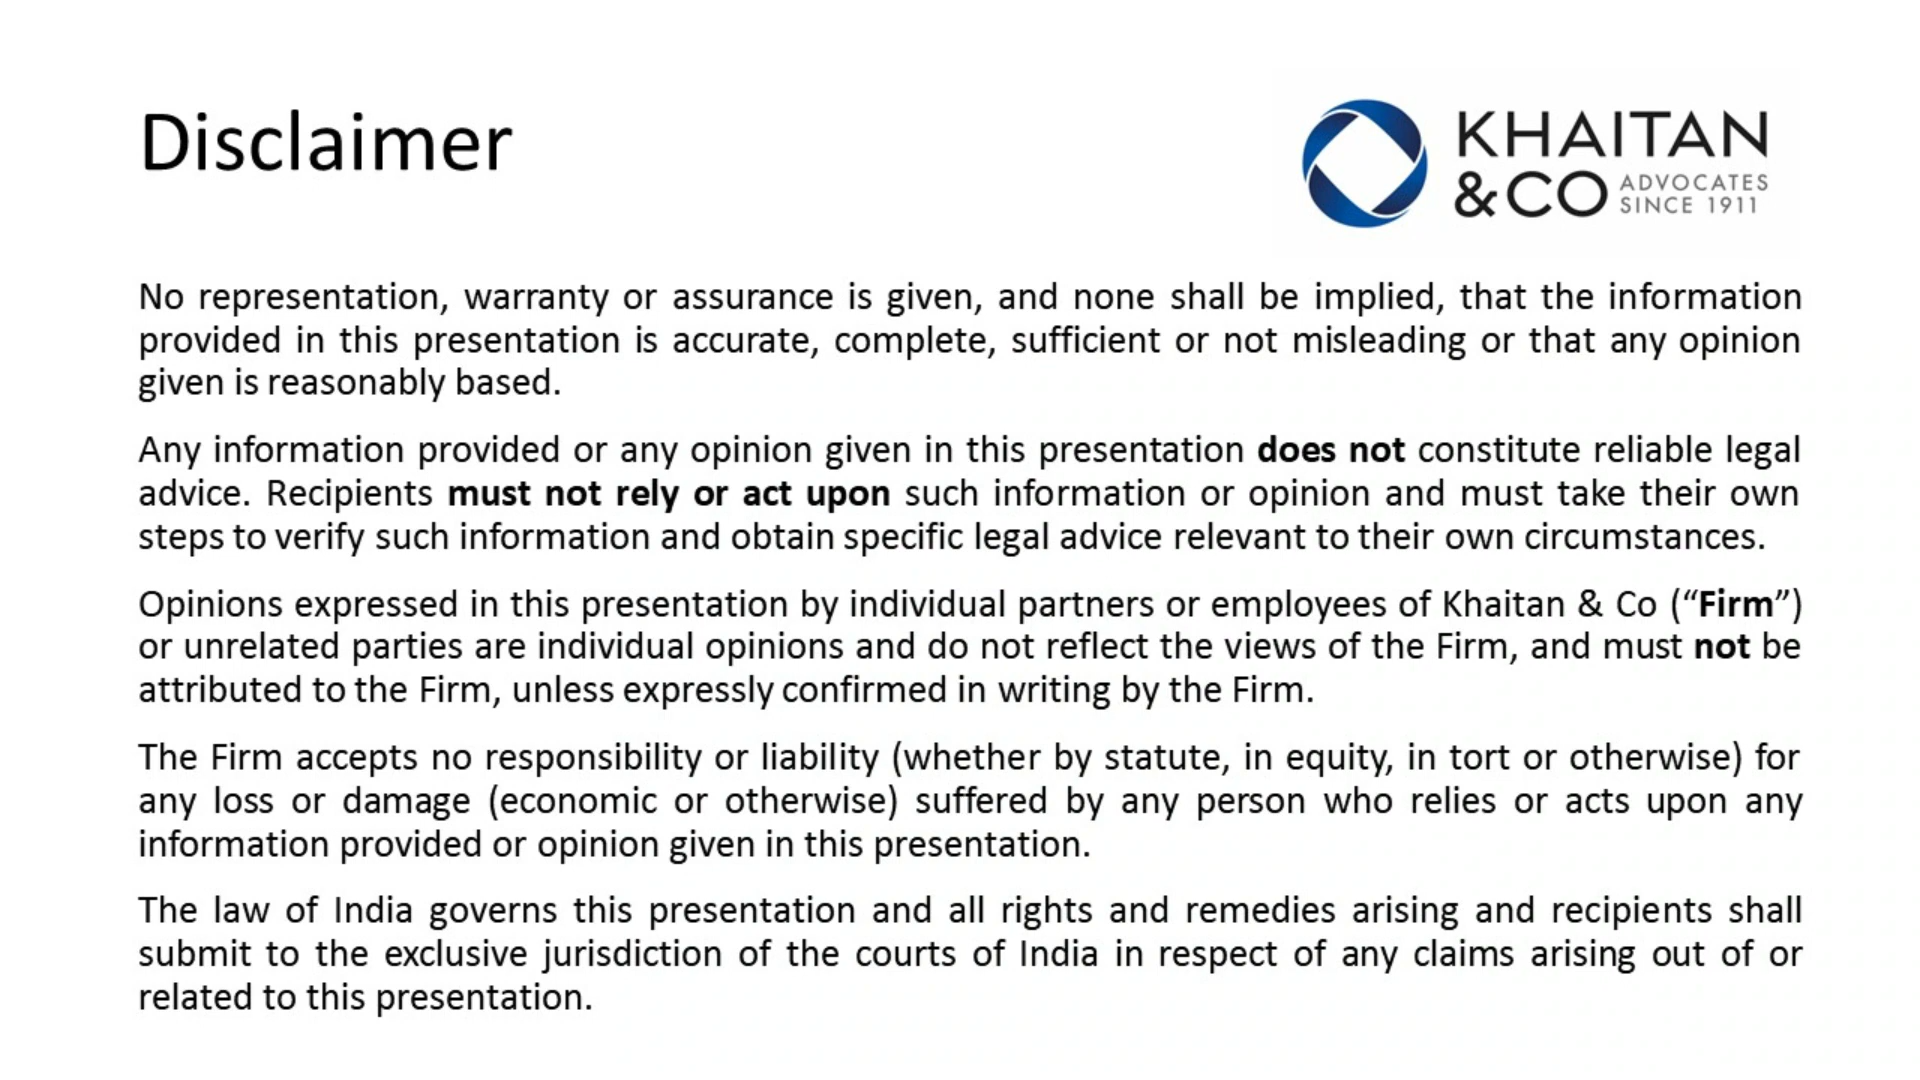 Disclaimer
KHAITAN
&CO ADVOCATES
SINCE 1911
No representation, warranty or assurance is given, and none shall be implied, that the information
provided in this presentation is accurate, complete, sufficient or not misleading or that any opinion
given is reasonably based.
Any information provided or any opinion given in this presentation does not constitute reliable legal
advice. Recipients must not rely or act upon such information or opinion and must take their own
steps to verify such information and obtain specific legal advice relevant to their own circumstances.
Opinions expressed in this presentation by individual partners or employees of Khaitan & Co (“Firm”)
or unrelated parties are individual opinions and do not reflect the views of the Firm, and must not be
attributed to the Firm, unless expressly confirmed in writing by the Firm.
The Firm accepts no responsibility or liability (whether by statute, in equity, in tort or otherwise) for
any loss or damage (economic or otherwise) suffered by any person who relies or acts upon any
information provided or opinion given in this presentation.
The law of India governs this presentation and all rights and remedies arising and recipients shall
submit to the exclusive jurisdiction of the courts of India in respect of any claims arising out of or
related to this presentation.